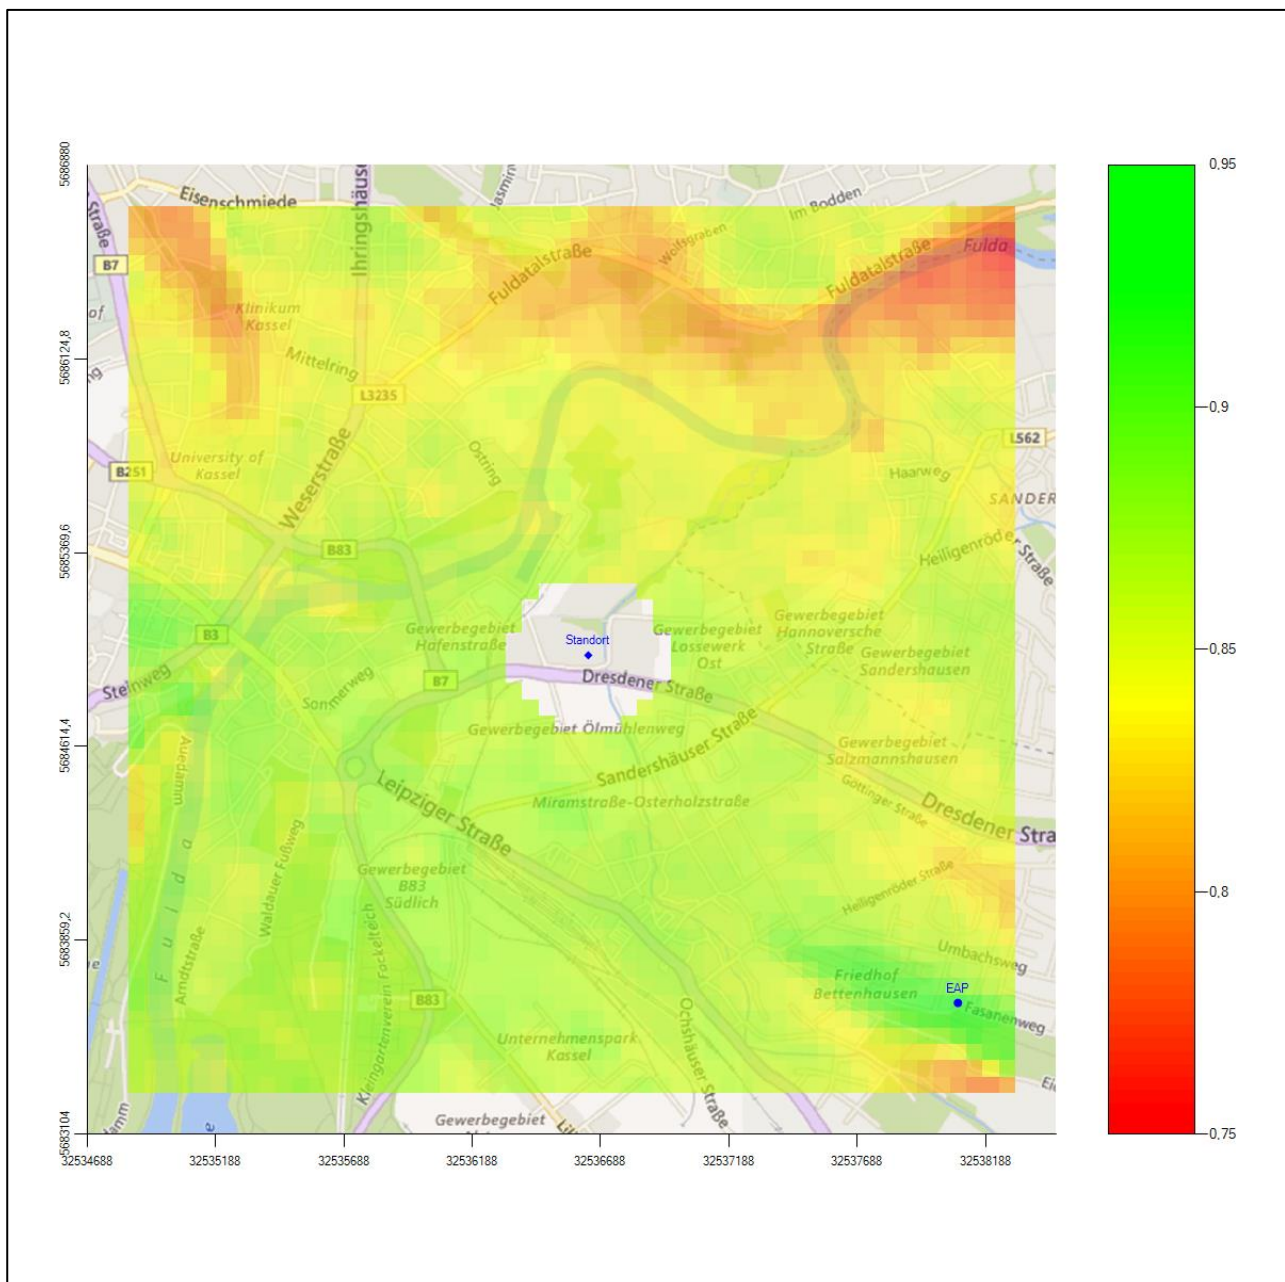 5686880
5686124,8
5685369,6
5684614,4
5683859,2
5683104
32534688
32535188
32535688
32536188
32536688
32537188
32537688
32538188
0,95
0,9
0,85
0,8
0,75
Eisenschmiede
Straße
B7
Im Bodden
Fuldatalstraße
Wolfsgraben
Fuldatalstraße
Fulda
Klinikum
Kassel
Mittelring
L3235
L562
University of
Kassel
B251
Ostring
Weserstraße
Haarweg
SANDER
B83
Heiligenröder Straße
B3
Gewerbegebiet
Hafenstraße
Standort
Gewerbegebiet
Lossewerk
Ost
Gewerbegebiet
Hannoversche
Straße
Gewerbegebiet
Sandershausen
Steinweg
Sommerweg
B7
Dresdener Straße
Gewerbegebiet Ölmühlenweg
Sandershäuser Straße
Gewerbegebiet
Salzmannshausen
Auedamm
Leipziger Straße
Miramstraße-Osterholzstraße
Göttinger Straße
Dresdener Stra
Waldauer Fußweg
Gewerbegebiet
B83
Südlich
Heiligenröder Straße
Fulda
Arndtstraße
Kleingartenverein Fackelteich
Umbachsweg
Friedhof
Bettenhausen
EAP
Fasanenweg
B83
Ochshäuser Straße
Unternehmenspark
Kassel
Gewerbegebiet